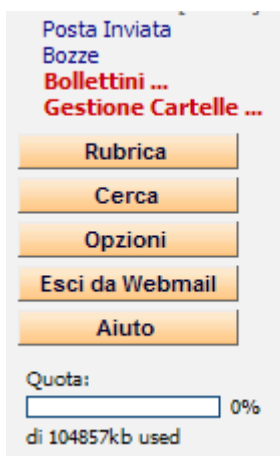 Posta Inviata
Bozze
Bollettini ...
Gestione Cartelle ...
Rubrica
Cerca
Opzioni
Esci da Webmail
Aiuto
Quota:
0%
di 104857kb used